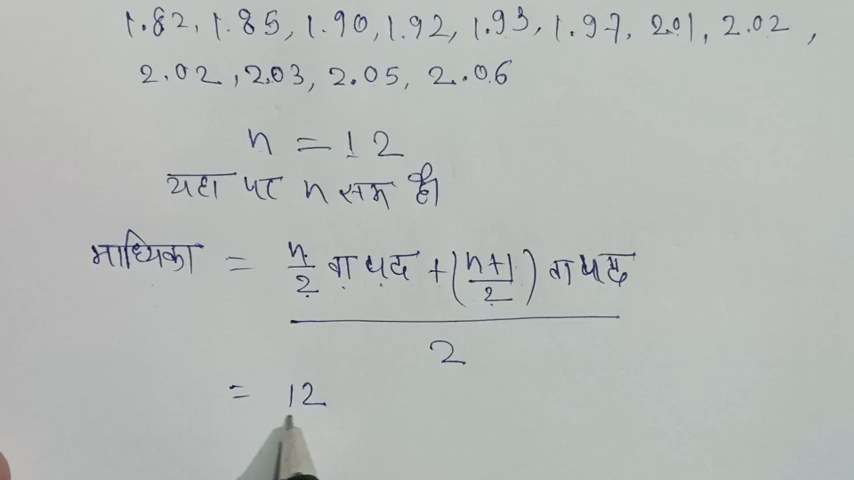 1.82, 1.85, 1.90, 1.92, 1.93, 1.97, 2.01, 2.02,
2.02, 2.03, 2.05, 2.06
n = 12
यहा पर n सम है।
माध्यिका = n/2 वा पद + (n+1/2) वा पद
2
= 12